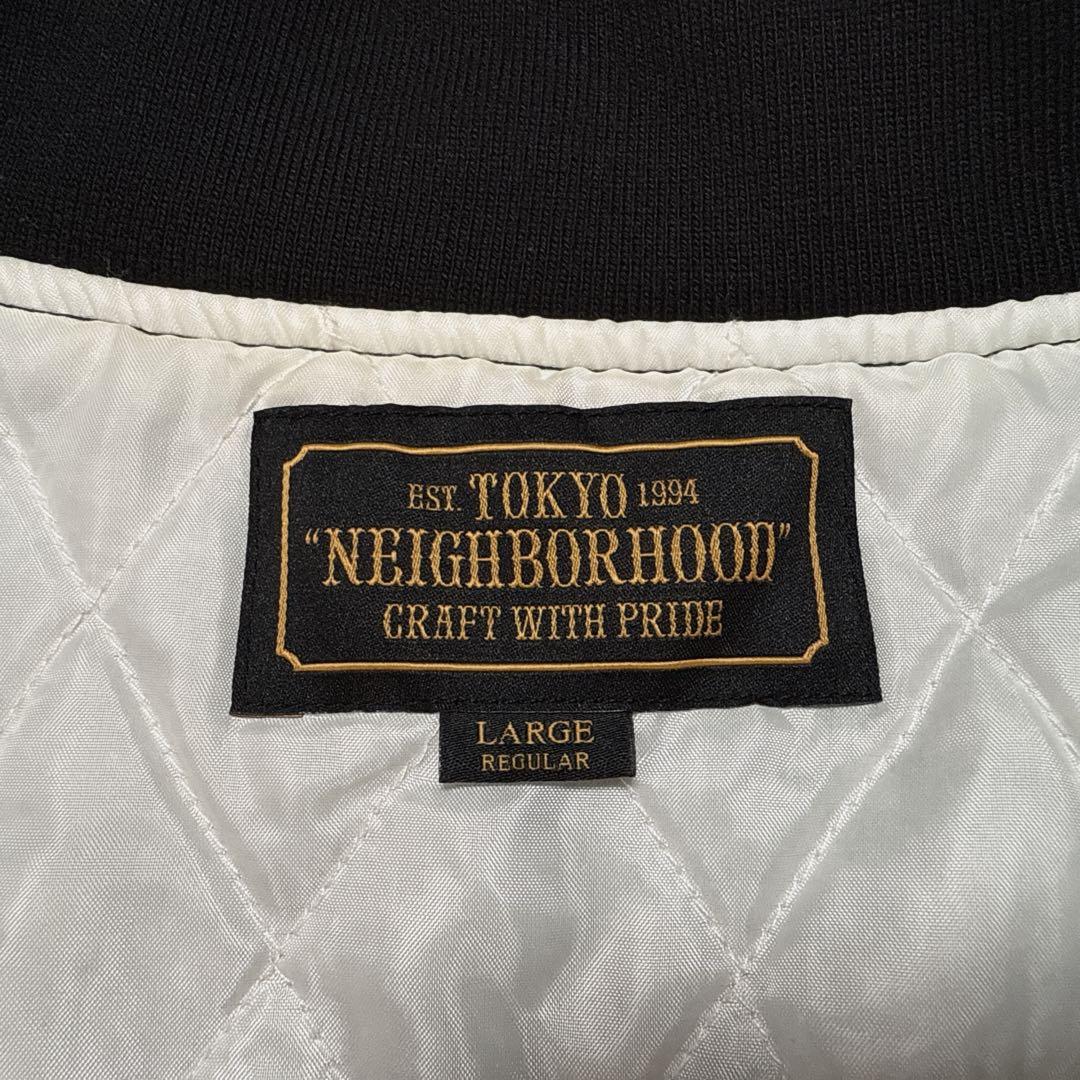 EST. TOKYO 1994
“NEIGHBORHOOD”
CRAFT WITH PRIDE
LARGE
REGULAR